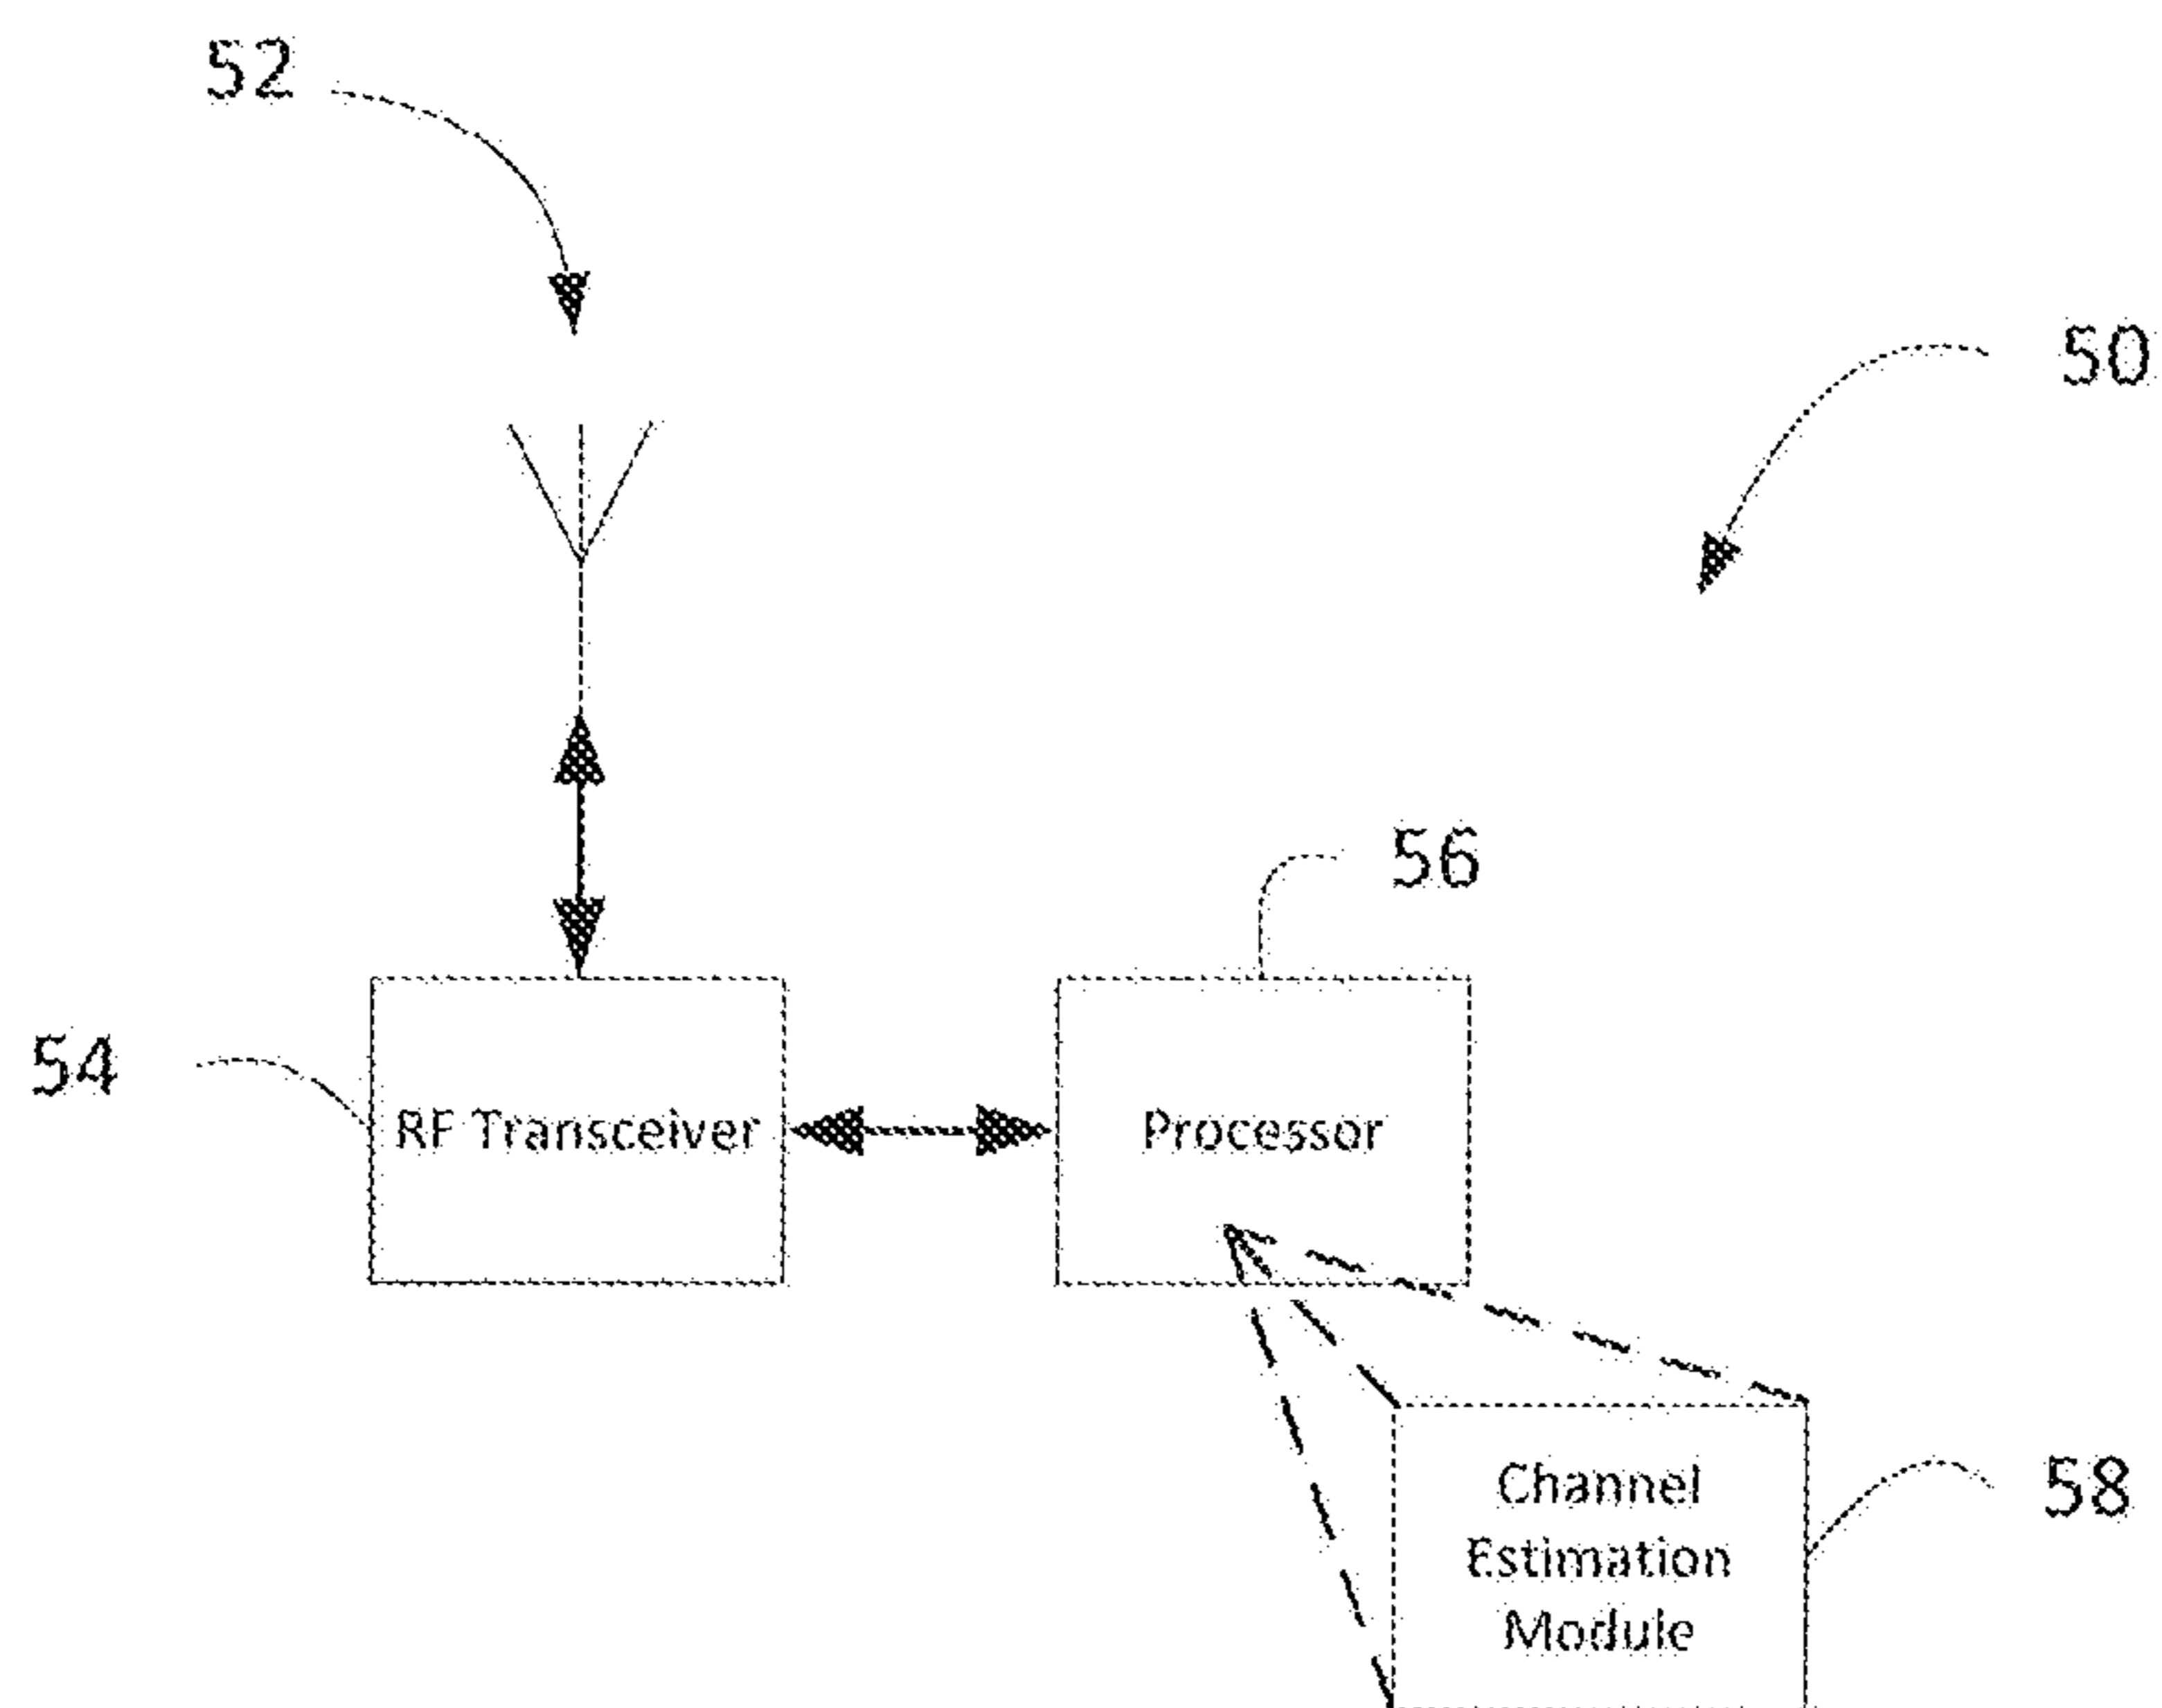 52
50
56
54
RF Transceiver
Processor
58
Channel
Estimation
Module